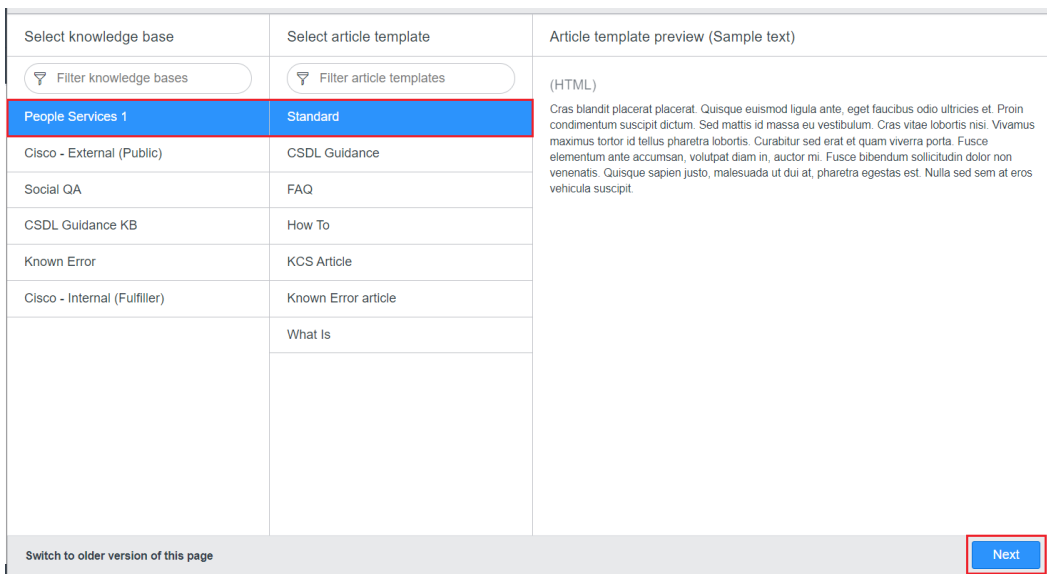 Select knowledge base
Select article template
Article template preview (Sample text)
Filter knowledge bases
Filter article templates
(HTML)
People Services 1
Standard
Cras blandit placerat placerat. Quisque euismod ligula ante, eget faucibus odio ultricies et. Proin
condimentum suscipit dictum. Sed mattis id massa eu vestibulum. Cras vitae lobortis nisi. Vivamus
maximus tortor id tellus pharetra lobortis. Curabitur sed erat et quam viverra porta. Fusce
elementum ante accumsan, volutpat diam in, auctor mi. Fusce bibendum sollicitudin dolor non
venenatis. Quisque sapien justo, malesuada ut dui at, pharetra egestas est. Nulla sed sem at eros
vehicula suscipit.
Cisco - External (Public)
CSDL Guidance
Social QA
FAQ
CSDL Guidance KB
How To
Known Error
KCS Article
Cisco - Internal (Fulfiller)
Known Error article
What Is
Switch to older version of this page
Next